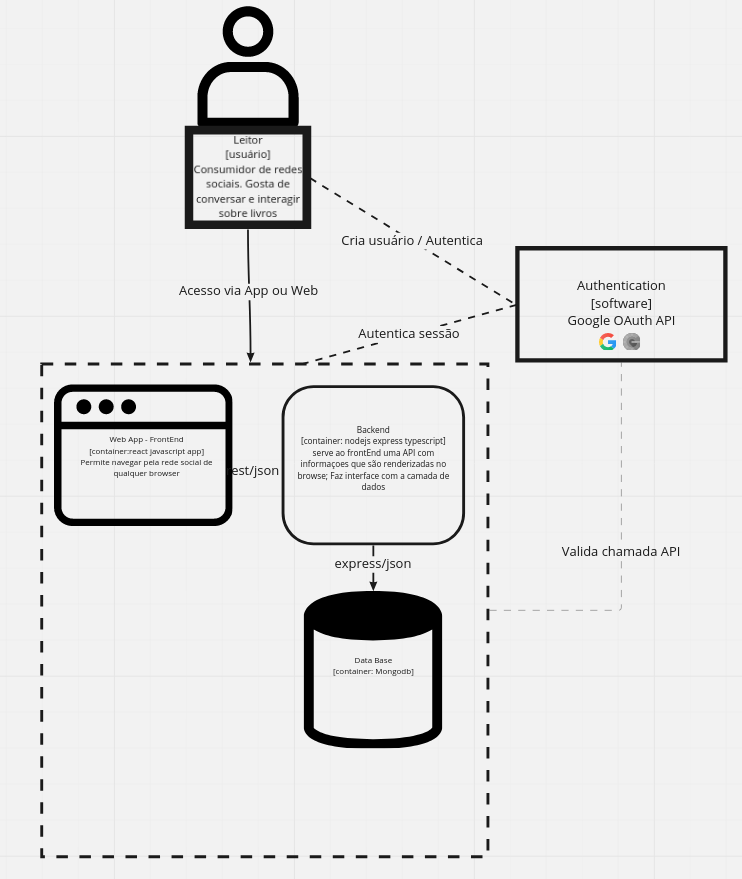 Leitor
[usuário]
Consumidor de redes
sociais. Gosta de
conversar e interagir
sobre livros
Cria usuário / Autentica
Acesso via App ou Web
Authentication
[software]
Google OAuth API
Autentica sessão
Web App - FrontEnd
[container:react javascript app]
Permite navegar pela rede social de
qualquer browser
est/json
Backend
[container: nodejs express typescript]
serve ao frontEnd uma API com
informaçoes que são renderizadas no
browse; Faz interface com a camada de
dados
Valida chamada API
express/json
Data Base
[container: Mongodb]